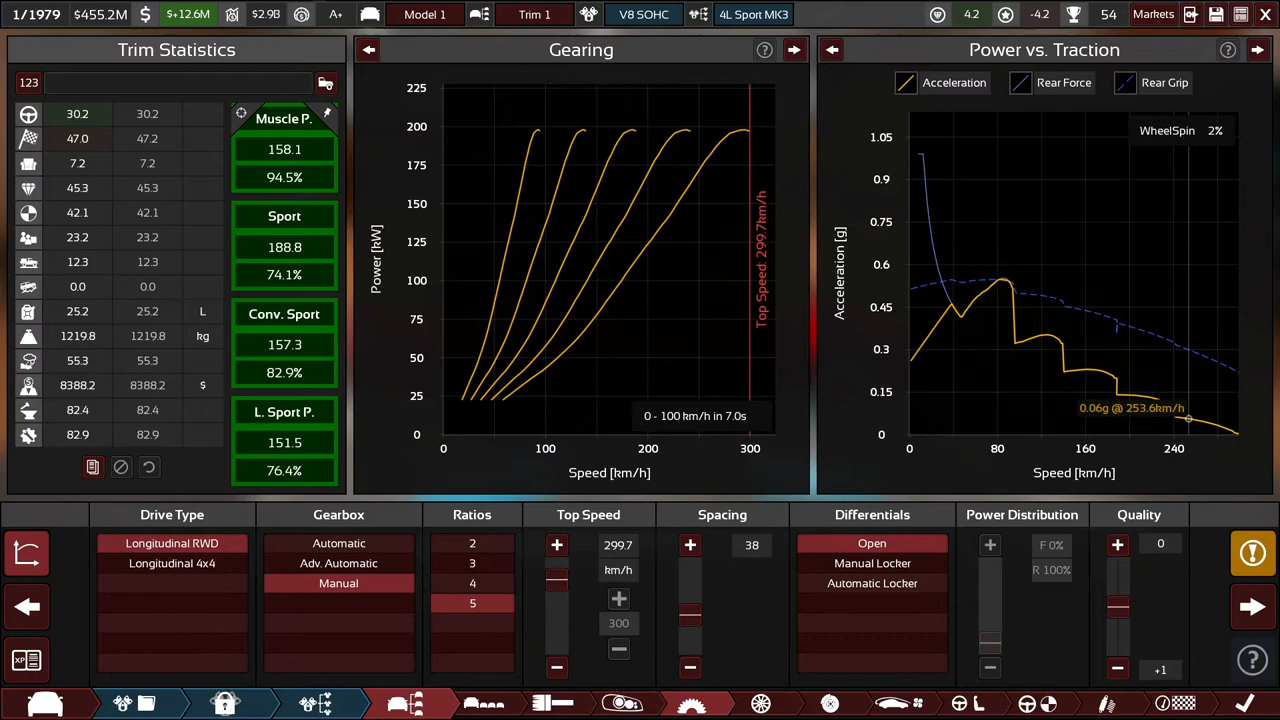 1/1979 $455.2M $ $+12.6M $2.9B A+ Model 1 Trim 1 V8 SOHC 4L Sport MK3 4.2 -4.2 54 Markets
Trim Statistics
123
30.2 30.2
47.0 47.2
7.2 7.2
45.3 45.3
42.1 42.1
23.2 23.2
12.3 12.3
0.0 0.0
25.2 25.2 L
1219.8 1219.8 kg
55.3 55.3
8388.2 8388.2 $
82.4 82.4
82.9 82.9
Muscle P.
158.1
94.5%
Sport
188.8
74.1%
Conv. Sport
157.3
82.9%
L. Sport P.
151.5
76.4%
Gearing ?
225
200
175
150
125
100
75
50
25
0
Power [kW]
0 100 200 300
Speed [km/h]
Top Speed: 299.7km/h
0 - 100 km/h in 7.0s
Power vs. Traction ?
Acceleration Rear Force Rear Grip
WheelSpin 2%
1.05
0.9
0.75
0.6
0.45
0.3
0.15
0
Acceleration [g]
0.06g @ 253.6km/h
0 80 160 240
Speed [km/h]
Drive Type
Longitudinal RWD
Longitudinal 4x4
Gearbox
Automatic
Adv. Automatic
Manual
Ratios
2
3
4
5
Top Speed
+ 299.7
km/h
+
300
Spacing
+ 38
Differentials
Open
Manual Locker
Automatic Locker
Power Distribution
+ F 0%
R 100%
Quality
+ 0
+1
XP
?